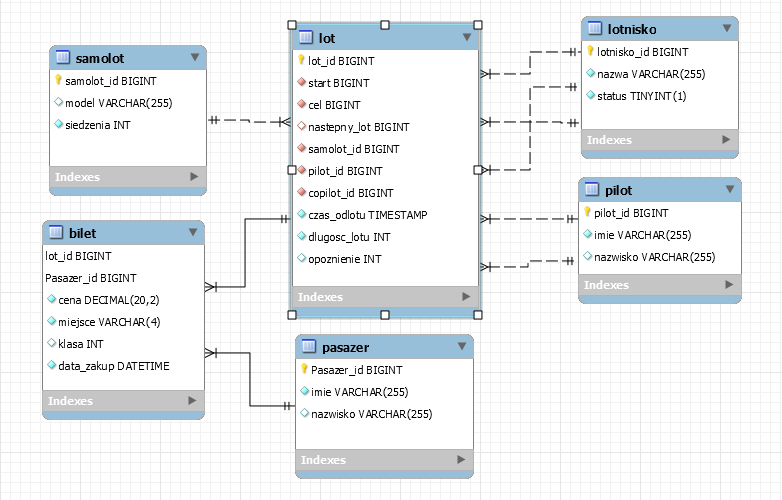 samolot
samolot_id BIGINT
model VARCHAR(255)
siedzenia INT
Indexes
lot
lot_id BIGINT
start BIGINT
cel BIGINT
nastepny_lot BIGINT
samolot_id BIGINT
pilot_id BIGINT
copilot_id BIGINT
czas_odlotu TIMESTAMP
dlugosc_lotu INT
opoznienie INT
Indexes
lotnisko
lotnisko_id BIGINT
nazwa VARCHAR(255)
status TINYINT(1)
Indexes
pilot
pilot_id BIGINT
imie VARCHAR(255)
nazwisko VARCHAR(255)
Indexes
bilet
lot_id BIGINT
Pasazer_id BIGINT
cena DECIMAL(20,2)
miejsce VARCHAR(4)
klasa INT
data_zakup DATETIME
Indexes
pasazer
Pasazer_id BIGINT
imie VARCHAR(255)
nazwisko VARCHAR(255)
Indexes